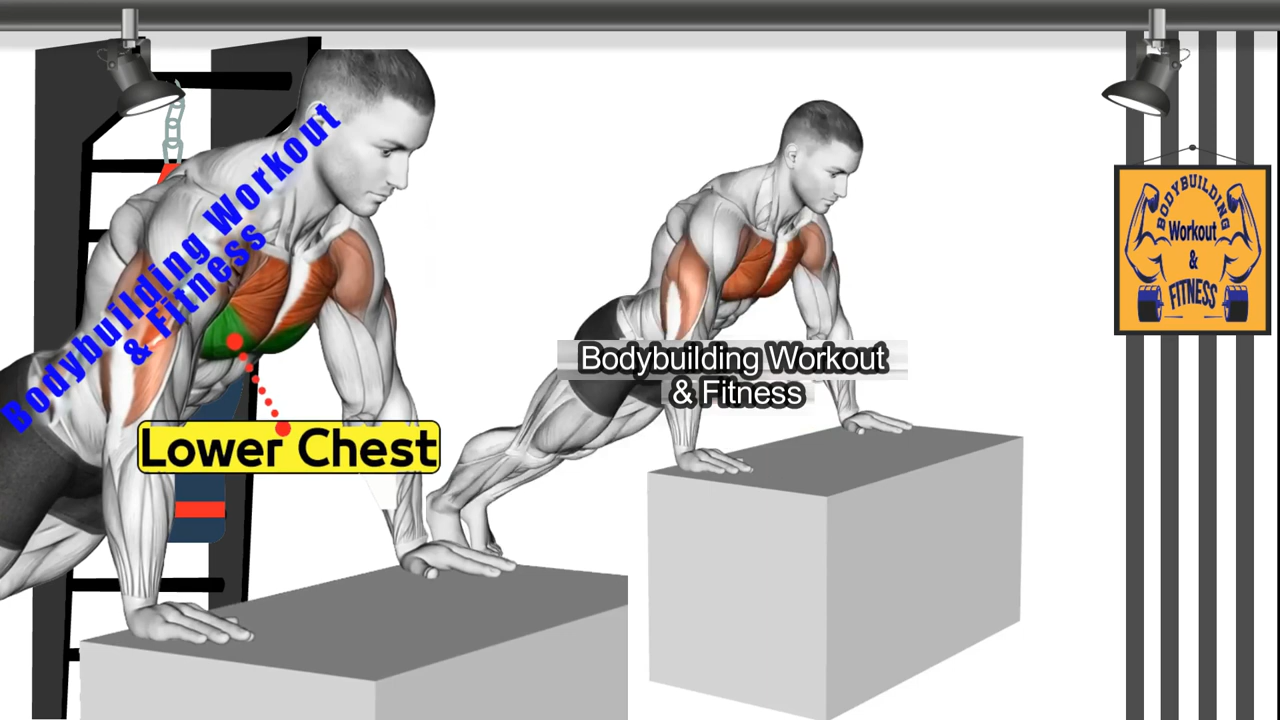 Bodybuilding Workout
& Fitness
Lower Chest
Bodybuilding Workout
& Fitness
BODYBUILDING
Workout
&
FITNESS